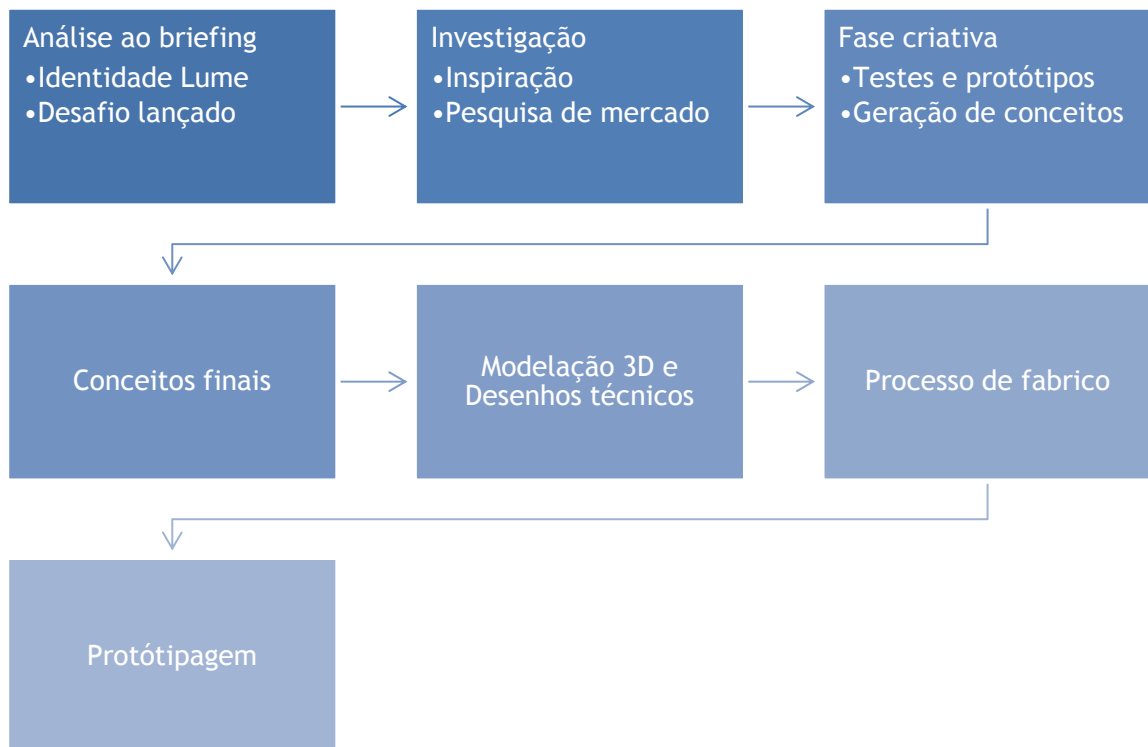 Análise ao briefing
•Identidade Lume
•Desafio lançado
Investigação
•Inspiração
•Pesquisa de mercado
Fase criativa
•Testes e protótipos
•Geração de conceitos
Conceitos finais
Modelação 3D e
Desenhos técnicos
Processo de fabrico
Prótótipagem